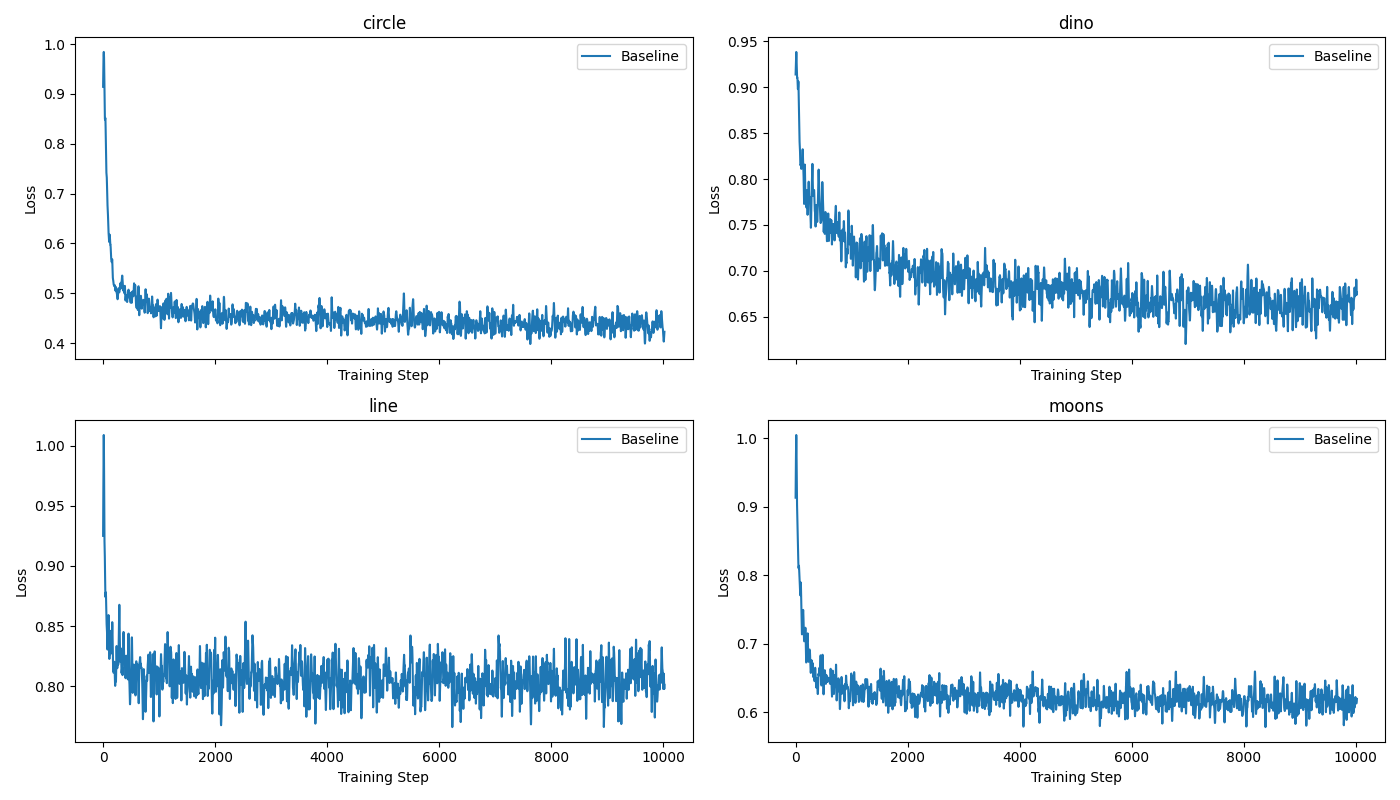 circle
1.0
0.9
0.8
0.7
0.6
0.5
0.4
Loss
Baseline
Training Step
dino
0.95
0.90
0.85
0.80
0.75
0.70
0.65
Loss
Baseline
Training Step
line
1.00
0.95
0.90
0.85
0.80
Loss
Baseline
0 2000 4000 6000 8000 10000
Training Step
moons
1.0
0.9
0.8
0.7
0.6
Loss
Baseline
0 2000 4000 6000 8000 10000
Training Step